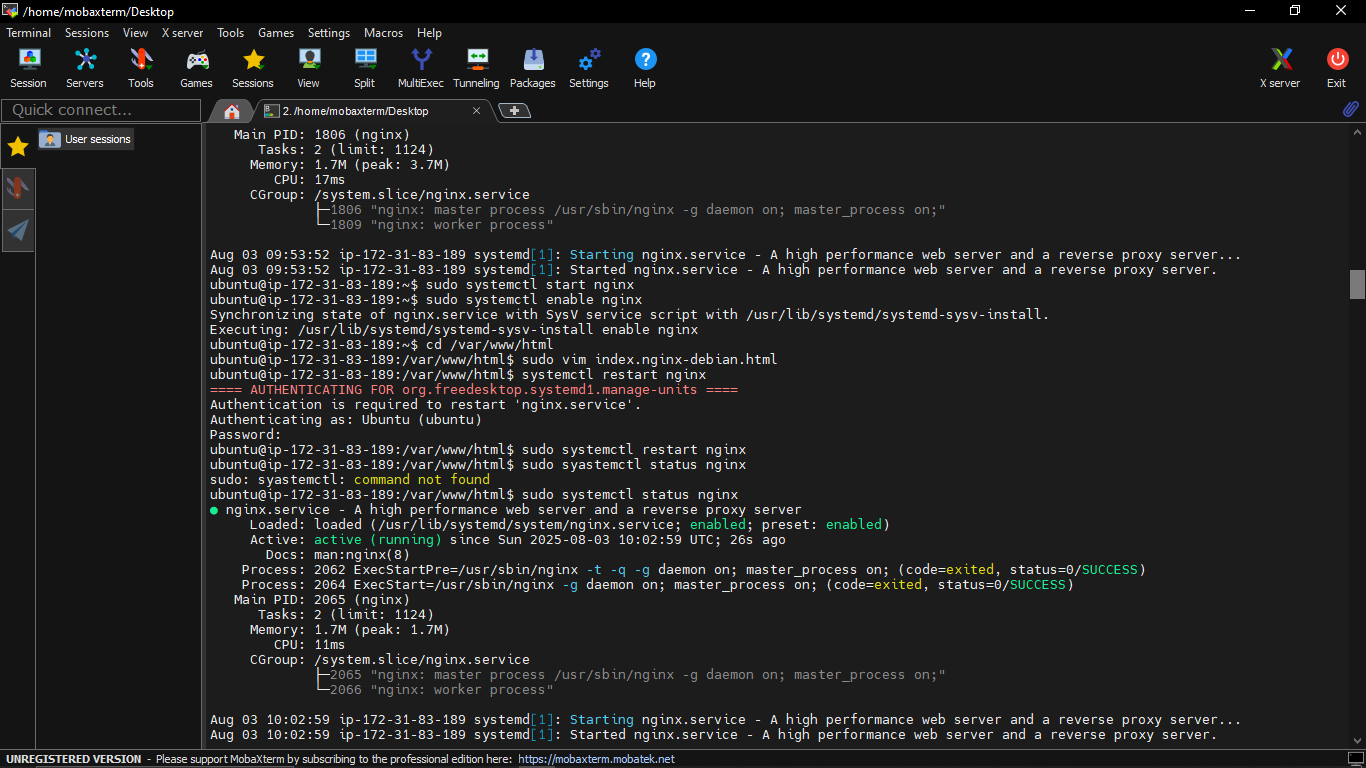 /home/mobaxterm/Desktop
Terminal Sessions View X server Tools Games Settings Macros Help
Session Servers Tools Games Sessions View Split MultiExec Tunneling Packages Settings Help X server Exit
Quick connect...
2. /home/mobaxterm/Desktop
User sessions
Main PID: 1806 (nginx)
Tasks: 2 (limit: 1124)
Memory: 1.7M (peak: 3.7M)
CPU: 17ms
CGroup: /system.slice/nginx.service
├─1806 "nginx: master process /usr/sbin/nginx -g daemon on; master_process on;"
└─1809 "nginx: worker process"
Aug 03 09:53:52 ip-172-31-83-189 systemd[1]: Starting nginx.service - A high performance web server and a reverse proxy server...
Aug 03 09:53:52 ip-172-31-83-189 systemd[1]: Started nginx.service - A high performance web server and a reverse proxy server.
ubuntu@ip-172-31-83-189:~$ sudo systemctl start nginx
ubuntu@ip-172-31-83-189:~$ sudo systemctl enable nginx
Synchronizing state of nginx.service with SysV service script with /usr/lib/systemd/systemd-sysv-install.
Executing: /usr/lib/systemd/systemd-sysv-install enable nginx
ubuntu@ip-172-31-83-189:~$ cd /var/www/html
ubuntu@ip-172-31-83-189:/var/www/html$ sudo vim index.nginx-debian.html
ubuntu@ip-172-31-83-189:/var/www/html$ systemctl restart nginx
==== AUTHENTICATING FOR org.freedesktop.systemd1.manage-units ====
Authentication is required to restart 'nginx.service'.
Authenticating as: Ubuntu (ubuntu)
Password:
ubuntu@ip-172-31-83-189:/var/www/html$ sudo systemctl restart nginx
ubuntu@ip-172-31-83-189:/var/www/html$ sudo syastemctl status nginx
sudo: syastemctl: command not found
ubuntu@ip-172-31-83-189:/var/www/html$ sudo systemctl status nginx
● nginx.service - A high performance web server and a reverse proxy server
Loaded: loaded (/usr/lib/systemd/system/nginx.service; enabled; preset: enabled)
Active: active (running) since Sun 2025-08-03 10:02:59 UTC; 26s ago
Docs: man:nginx(8)
Process: 2062 ExecStartPre=/usr/sbin/nginx -t -q -g daemon on; master_process on; (code=exited, status=0/SUCCESS)
Process: 2064 ExecStart=/usr/sbin/nginx -g daemon on; master_process on; (code=exited, status=0/SUCCESS)
Main PID: 2065 (nginx)
Tasks: 2 (limit: 1124)
Memory: 1.7M (peak: 1.7M)
CPU: 11ms
CGroup: /system.slice/nginx.service
├─2065 "nginx: master process /usr/sbin/nginx -g daemon on; master_process on;"
└─2066 "nginx: worker process"
Aug 03 10:02:59 ip-172-31-83-189 systemd[1]: Starting nginx.service - A high performance web server and a reverse proxy server...
Aug 03 10:02:59 ip-172-31-83-189 systemd[1]: Started nginx.service - A high performance web server and a reverse proxy server.
UNREGISTERED VERSION - Please support MobaXterm by subscribing to the professional edition here: https://mobaxterm.mobatek.net